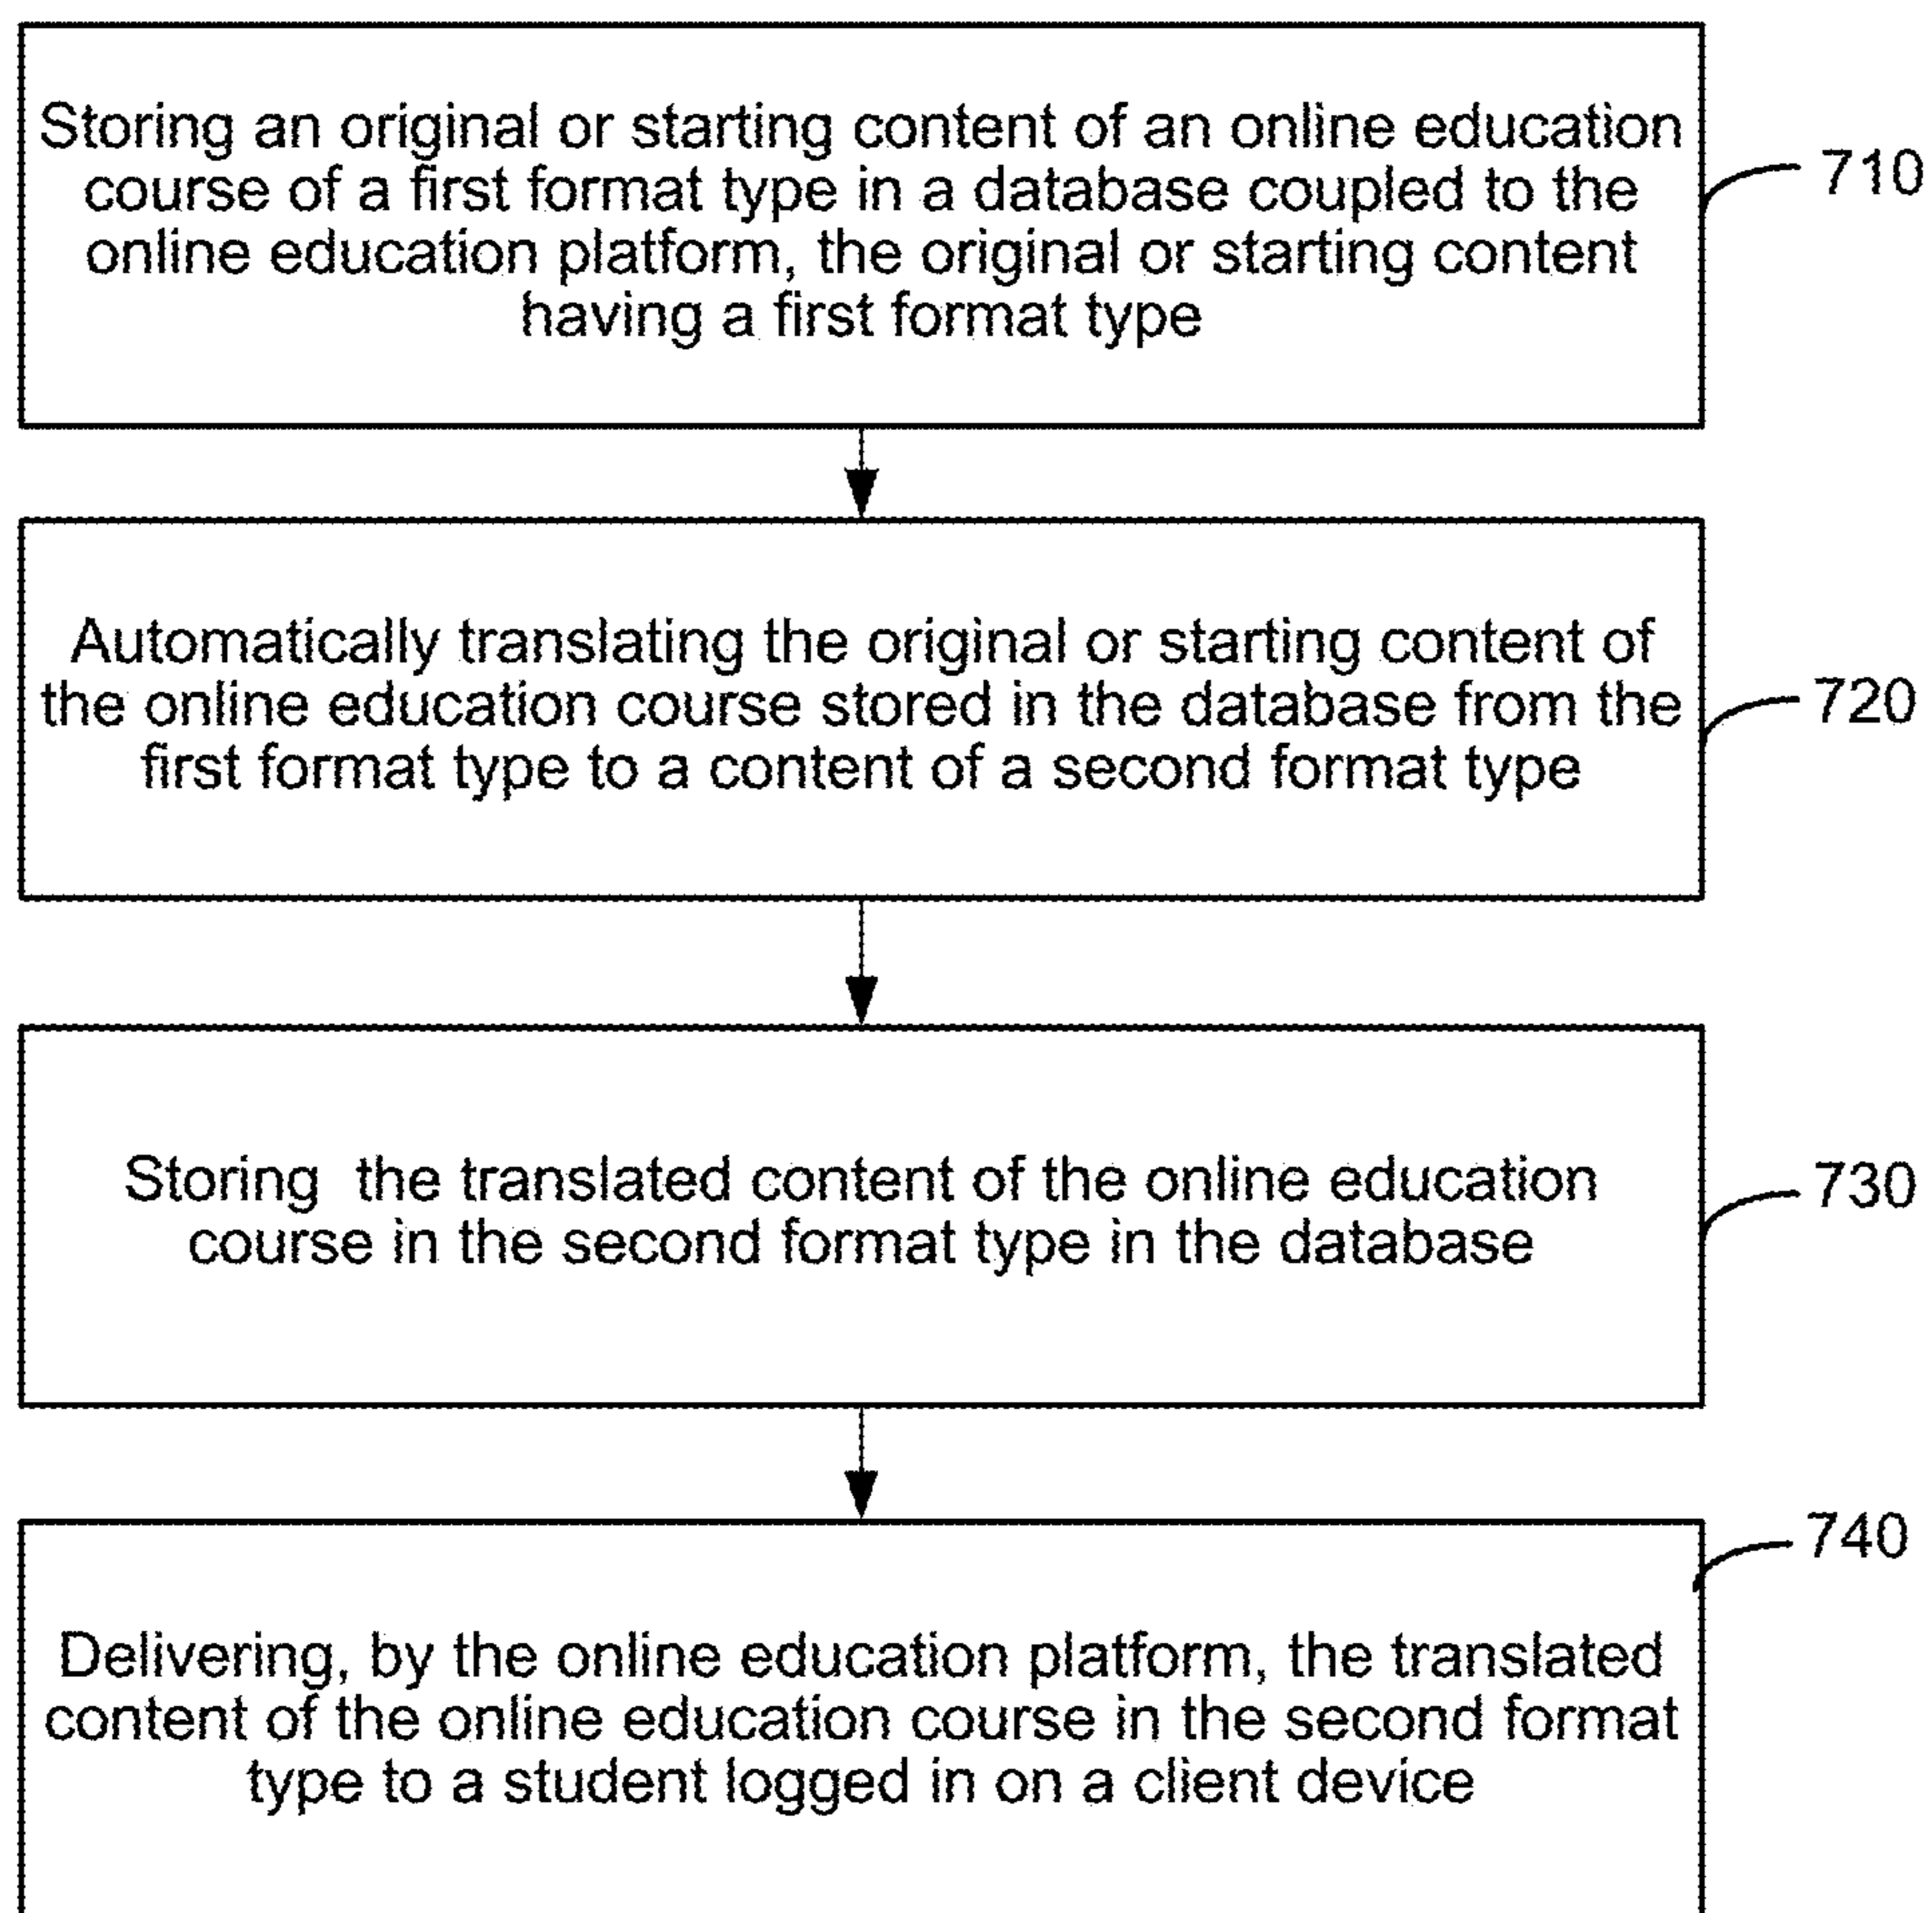 Storing an original or starting content of an online education
course of a first format type in a database coupled to the
online education platform, the original or starting content
having a first format type
710
Automatically translating the original or starting content of
the online education course stored in the database from the
first format type to a content of a second format type
720
Storing the translated content of the online education
course in the second format type in the database
730
740
Delivering, by the online education platform, the translated
content of the online education course in the second format
type to a student logged in on a client device